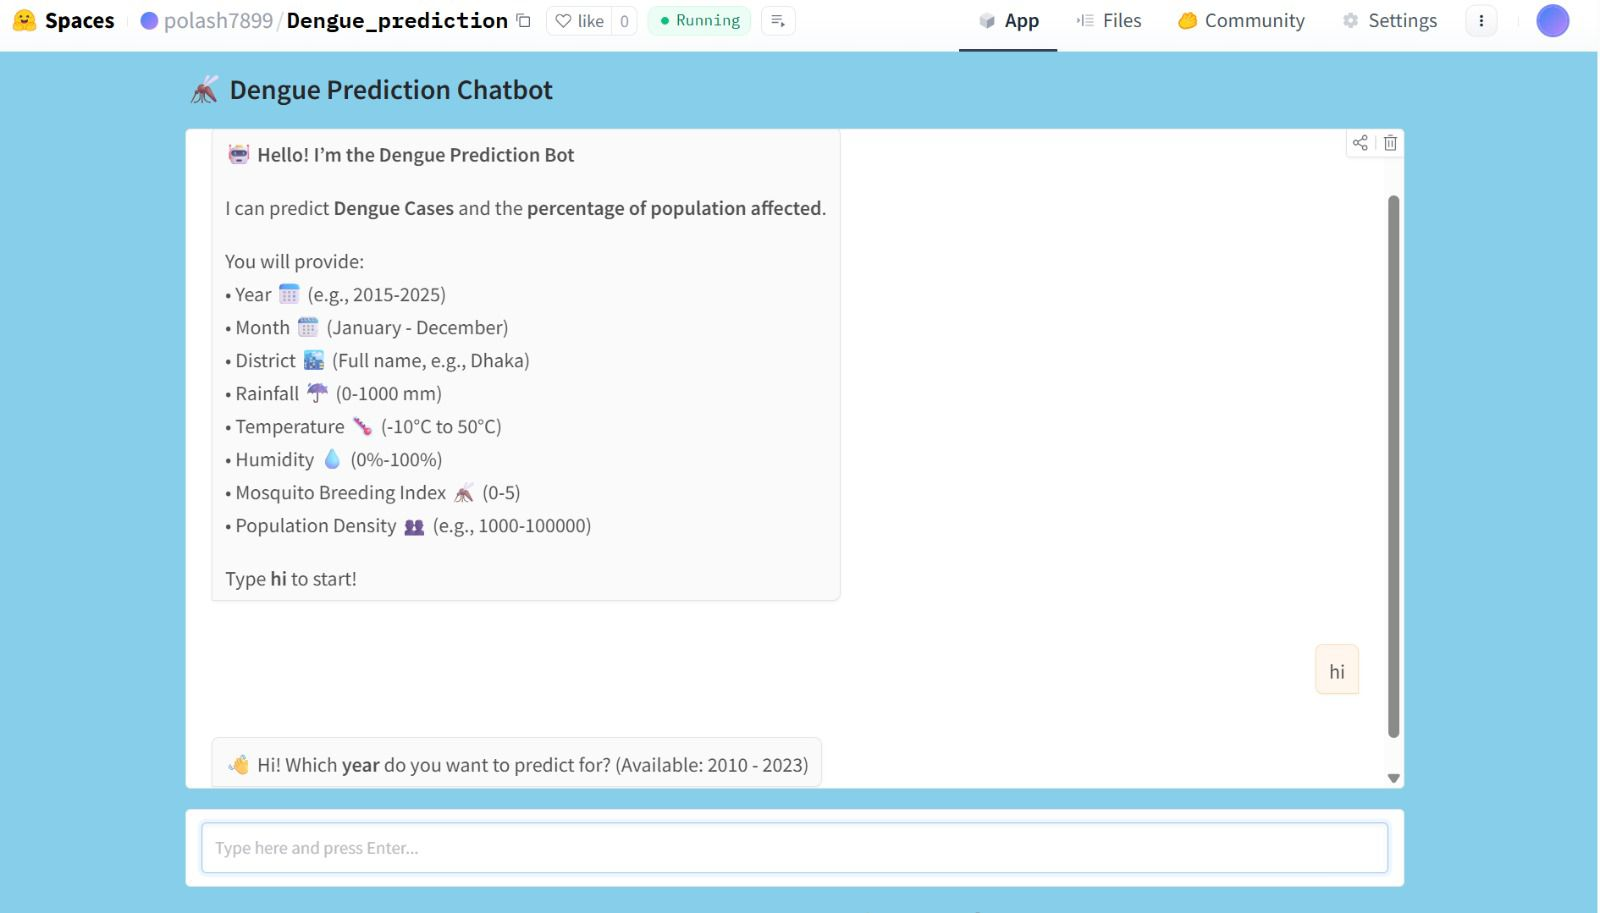 🤗 Spaces polash7899/Dengue_prediction like 0 Running App Files Community Settings
🦟 Dengue Prediction Chatbot
🤖 Hello! I’m the Dengue Prediction Bot
I can predict Dengue Cases and the percentage of population affected.
You will provide:
• Year 📅 (e.g., 2015-2025)
• Month 🗓️ (January - December)
• District 🏙️ (Full name, e.g., Dhaka)
• Rainfall ☔ (0-1000 mm)
• Temperature 🌡️ (-10°C to 50°C)
• Humidity 💧 (0%-100%)
• Mosquito Breeding Index 🦟 (0-5)
• Population Density 👥 (e.g., 1000-100000)
Type hi to start!
hi
👋 Hi! Which year do you want to predict for? (Available: 2010 - 2023)
Type here and press Enter...